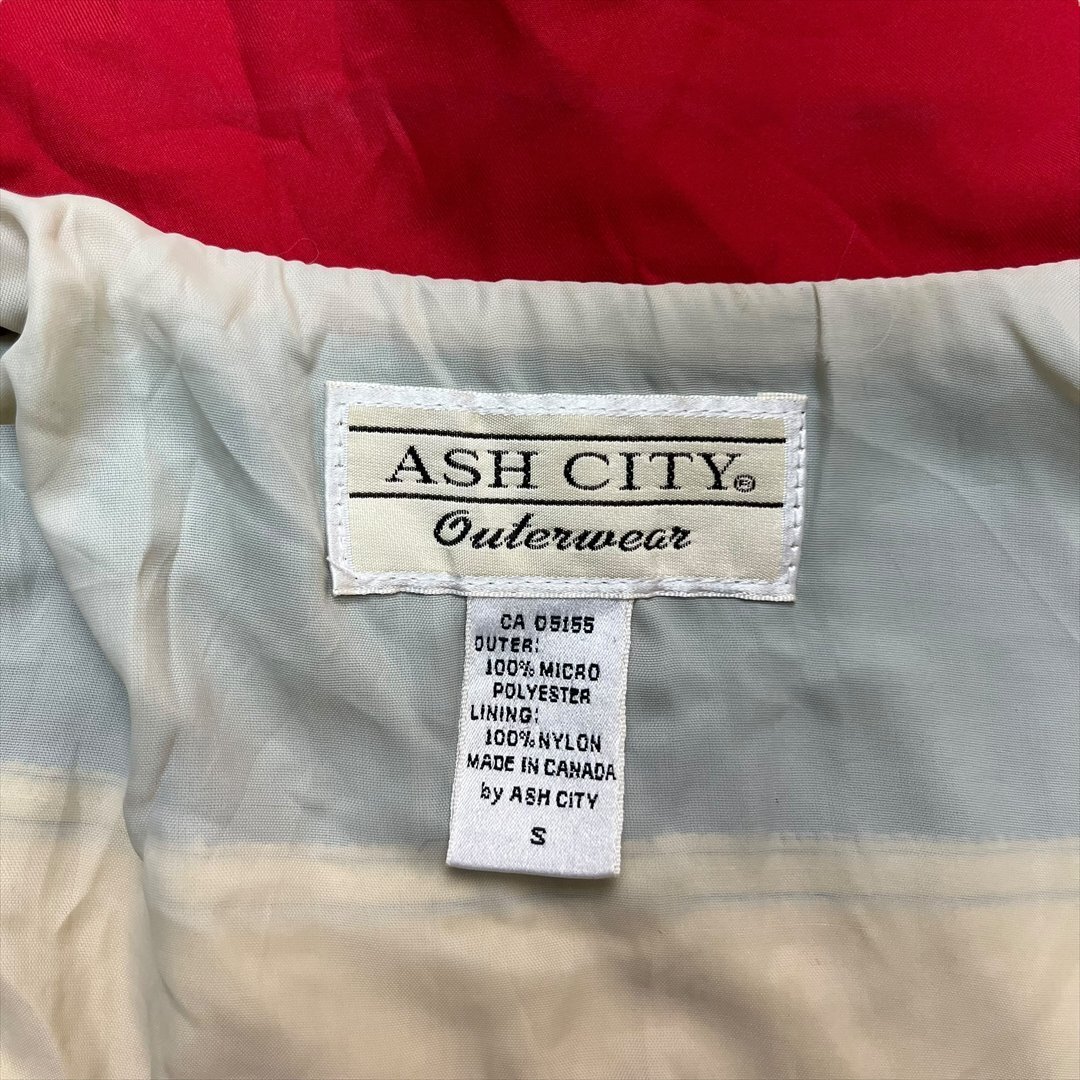 ASH CITY®
Outerwear
CA 05155
OUTER:
100% MICRO
POLYESTER
LINING:
100% NYLON
MADE IN CANADA
by ASH CITY
S